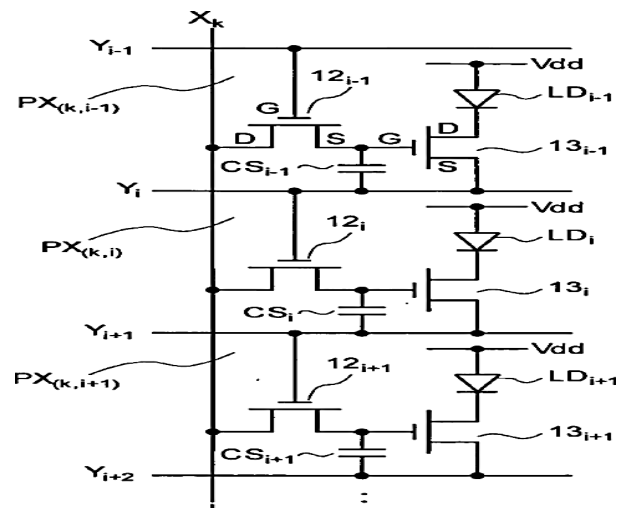 Xₖ
Yᵢ₋₁
Vdd
12ᵢ₋₁
LDᵢ₋₁
PX₍ₖ,ᵢ₋₁₎
G
D
D S G
13ᵢ₋₁
CSᵢ₋₁
S
Yᵢ
Vdd
12ᵢ
LDᵢ
PX₍ₖ,ᵢ₎
13ᵢ
CSᵢ
Yᵢ₊₁
Vdd
12ᵢ₊₁
LDᵢ₊₁
PX₍ₖ,ᵢ₊₁₎
13ᵢ₊₁
CSᵢ₊₁
Yᵢ₊₂